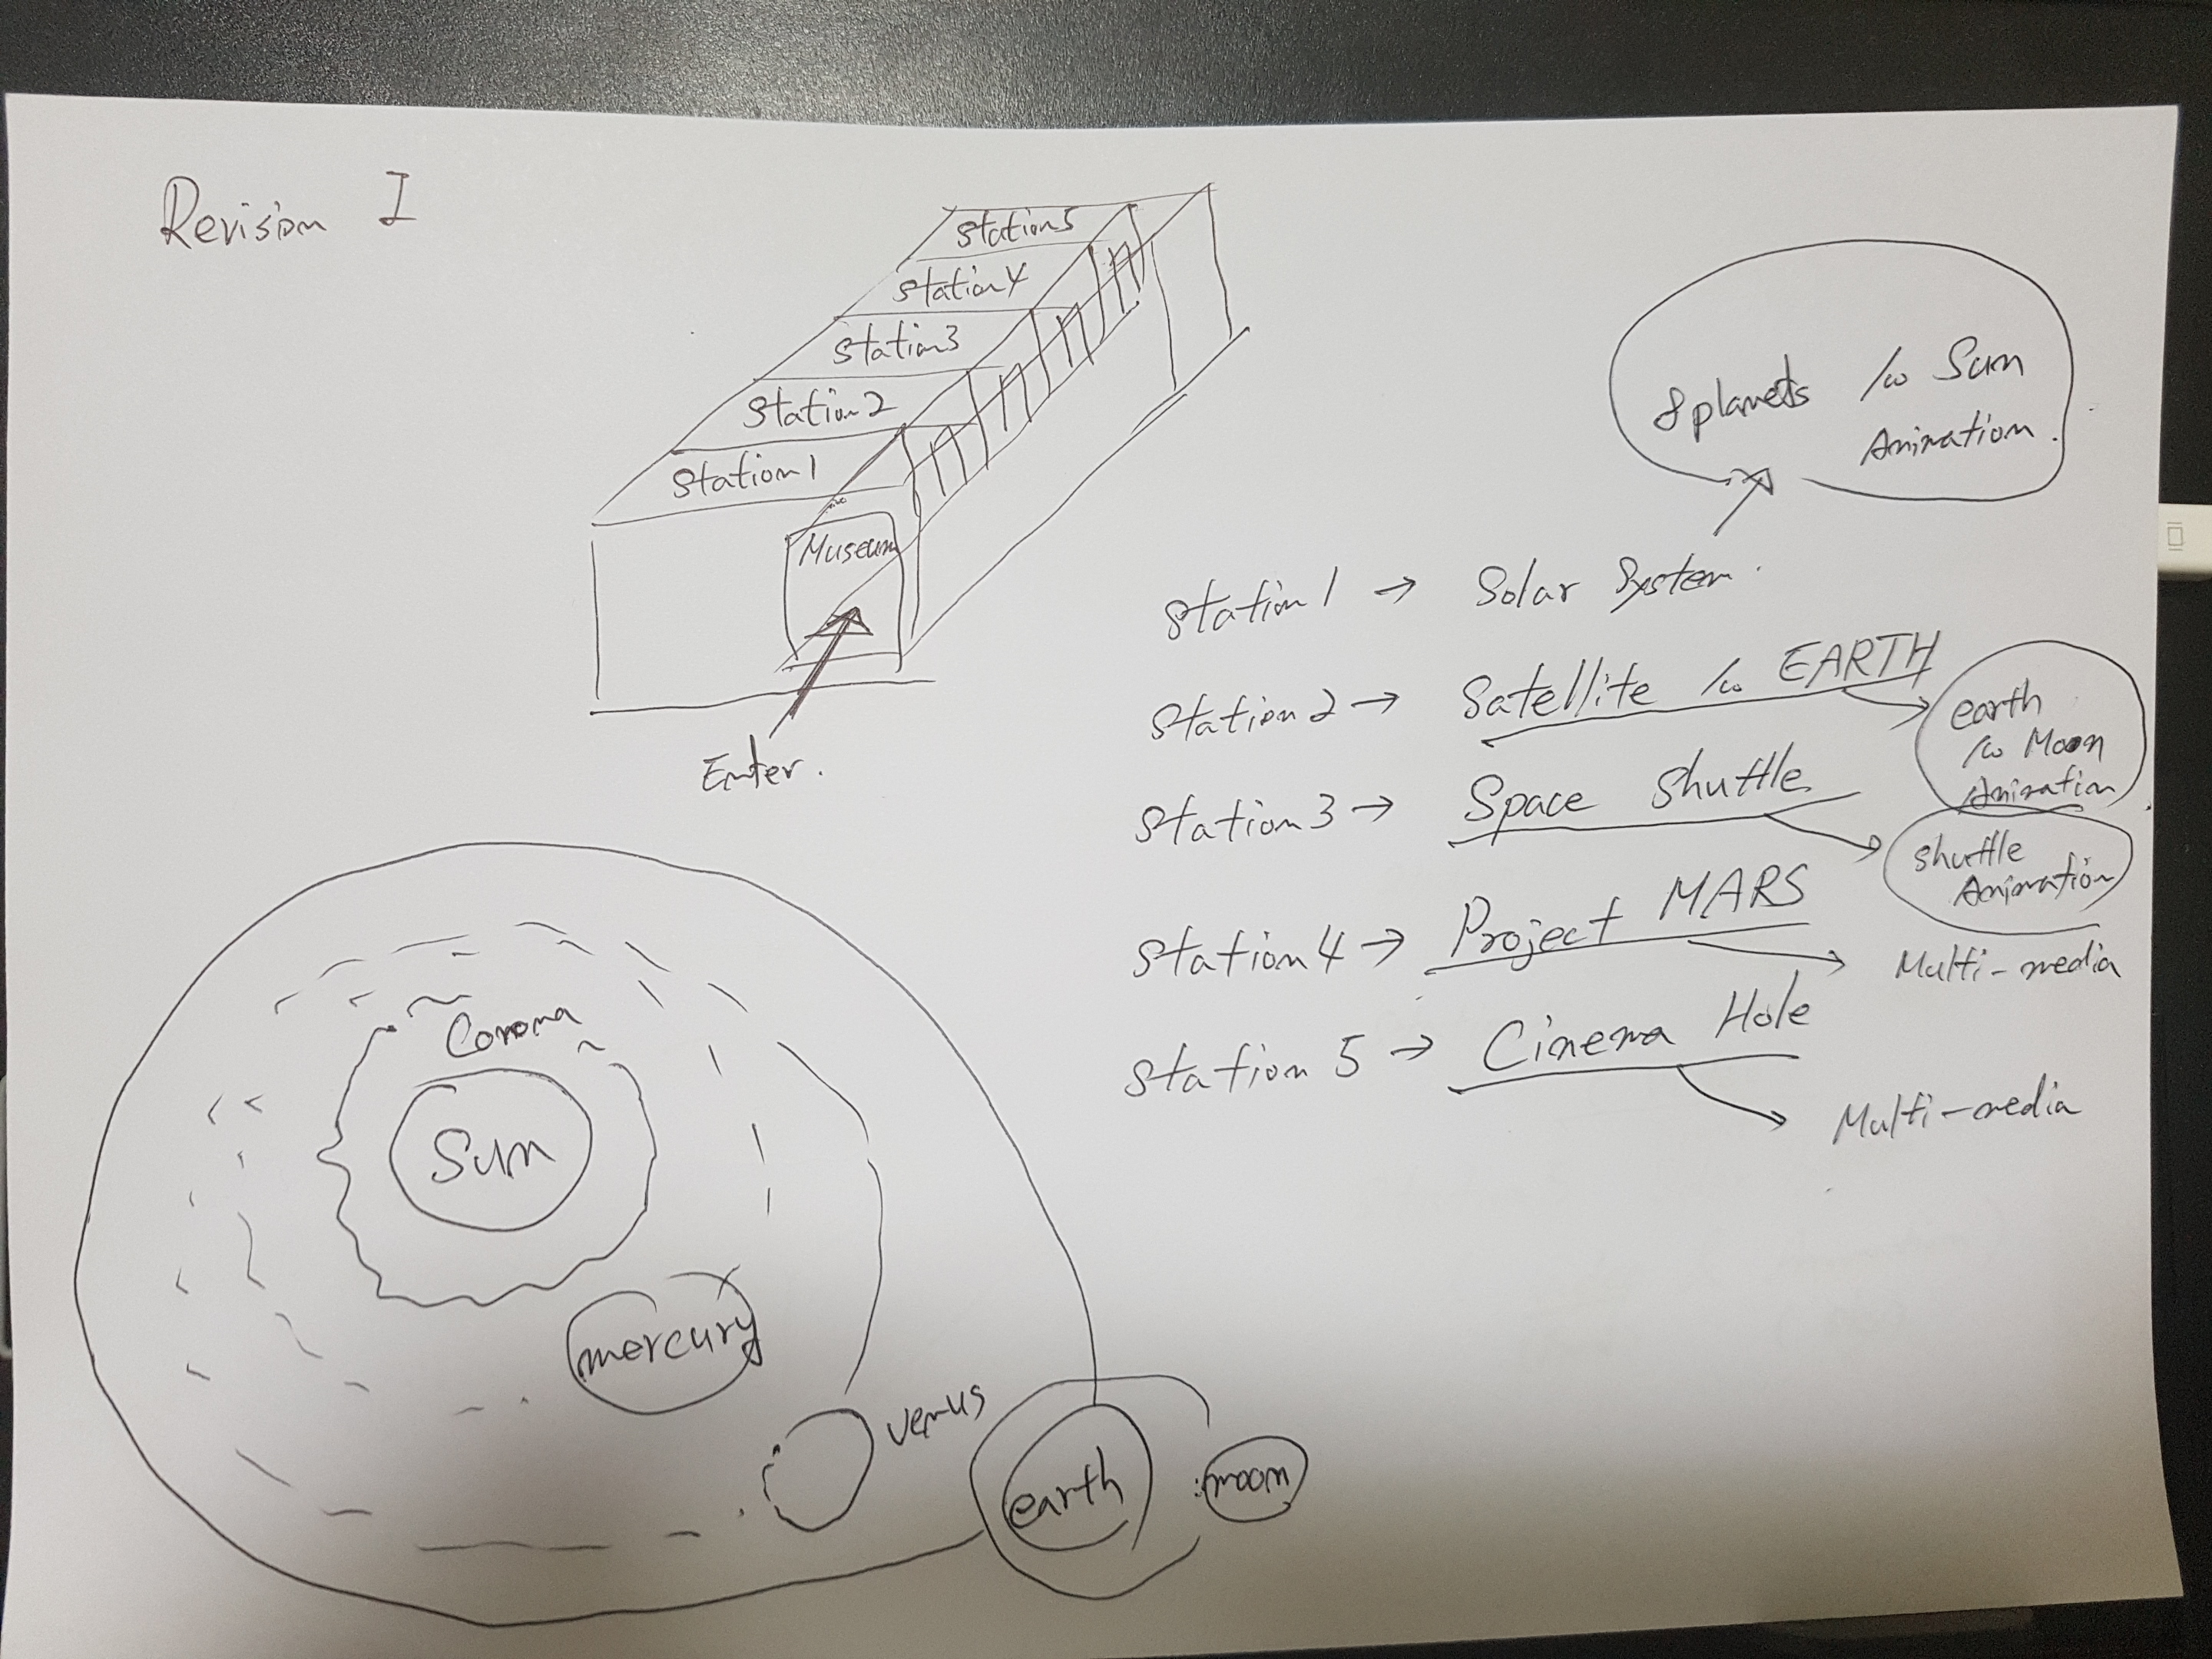 Revision I
Station5
Station4
Station3
Station2
Station1
Museum
Enter.
8planets /w Sun
Animation.
Station1 → Solar System.
Station2 → Satellite /w EARTH
earth
/w Moon
Animation
Station3 → Space Shuttle
shuttle
Animation
Station4 → Project MARS
Multi-media
Station 5 → Cinema Hole
Multi-media
Corona
Sun
mercury
venus
earth
moon